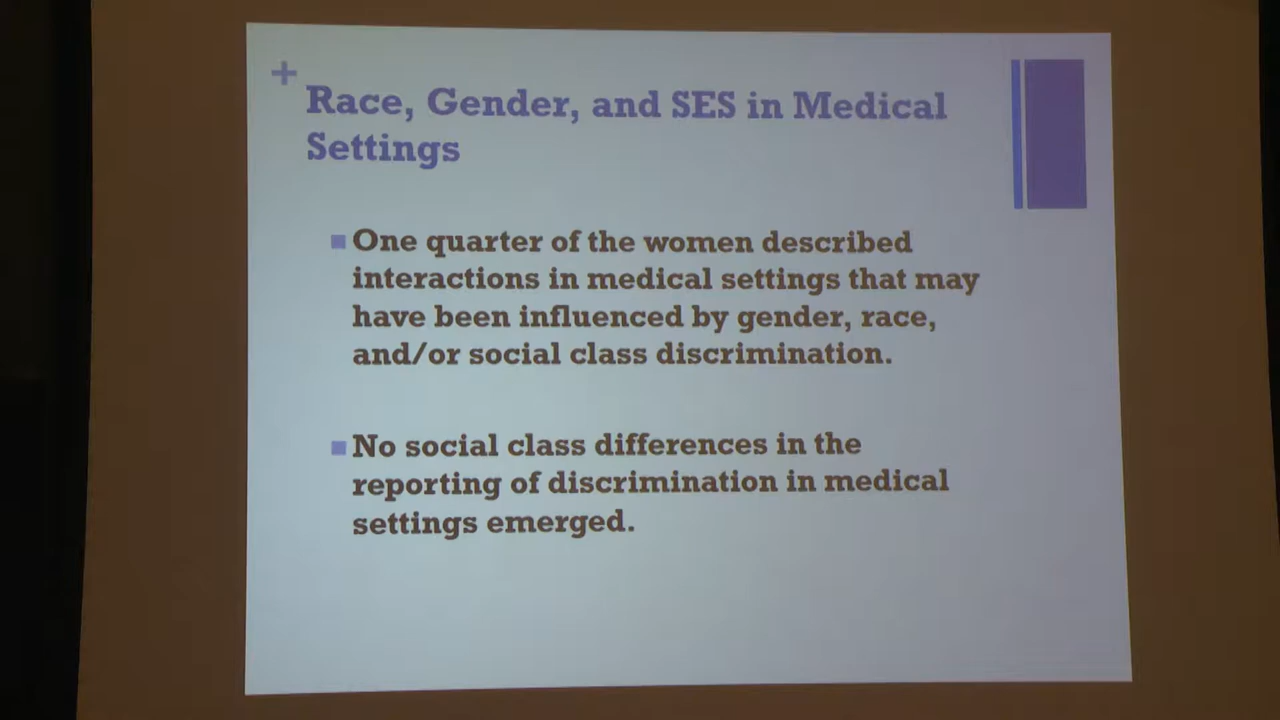 +
Race, Gender, and SES in Medical
Settings
One quarter of the women described
interactions in medical settings that may
have been influenced by gender, race,
and/or social class discrimination.
No social class differences in the
reporting of discrimination in medical
settings emerged.